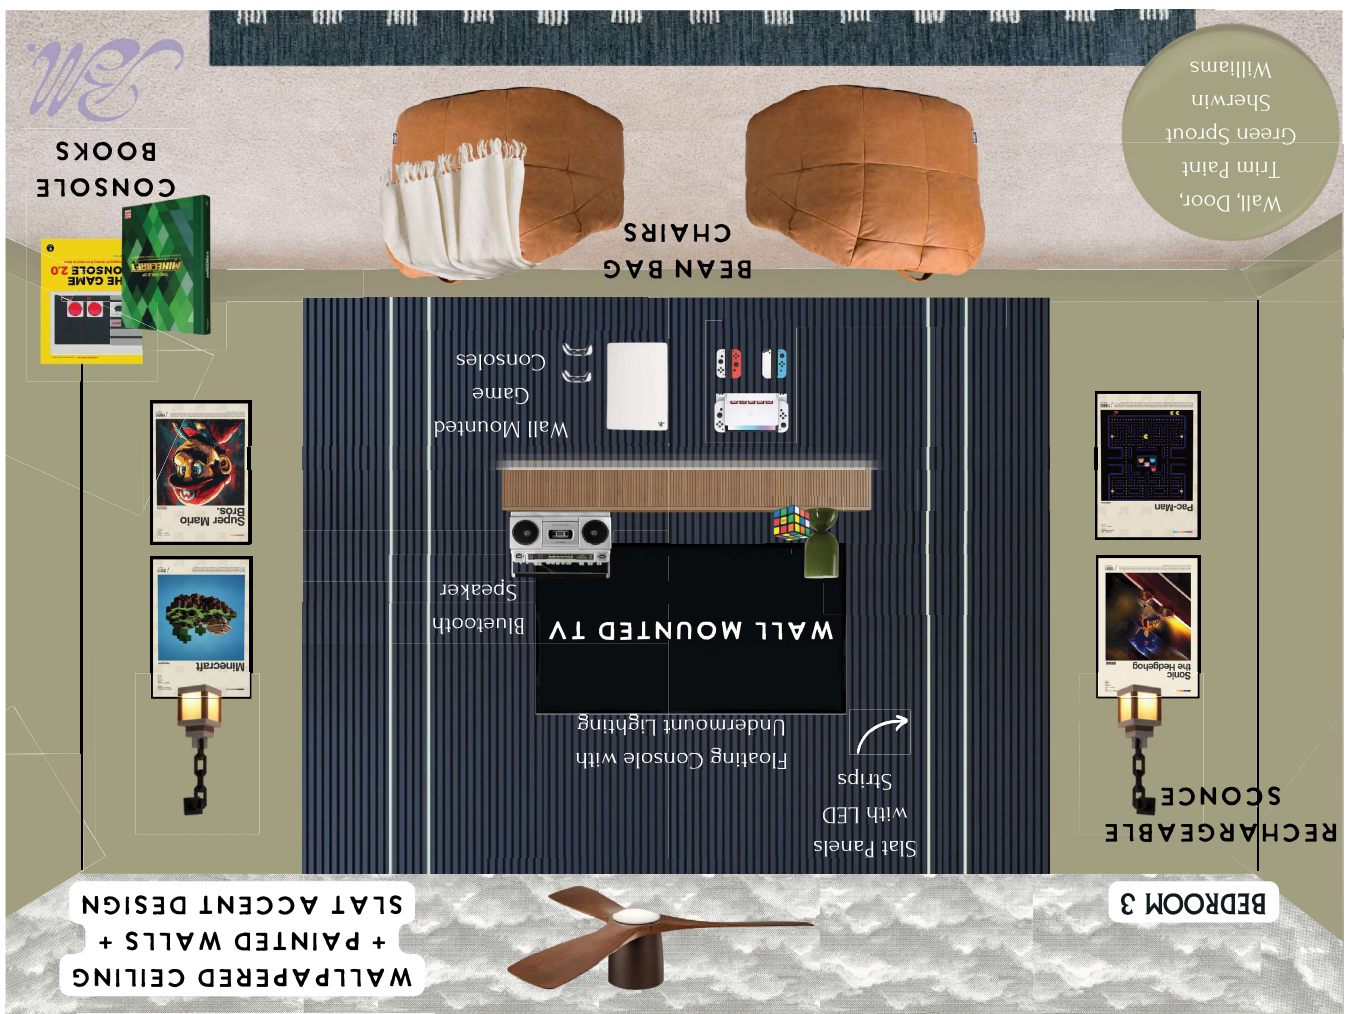 BEDROOM 3
WALLPAPERED CEILING
+ PAINTED WALLS +
SLAT ACCENT DESIGN
RECHARGEABLE
SCONCE
Slat Panels
with LED
Strips
Floating Console with
Undermount Lighting
WALL MOUNTED TV
Bluetooth
Speaker
Sonic
the Hedgehog
Pac-Man
Minecraft
Super Mario
Bros.
Wall Mounted
Game
Consoles
BEAN BAG
CHAIRS
GAME
CONSOLE 2.0
MINECRAFT
CONSOLE
BOOKS
Wall, Door,
Trim Paint
Green Sprout
Sherwin
Williams